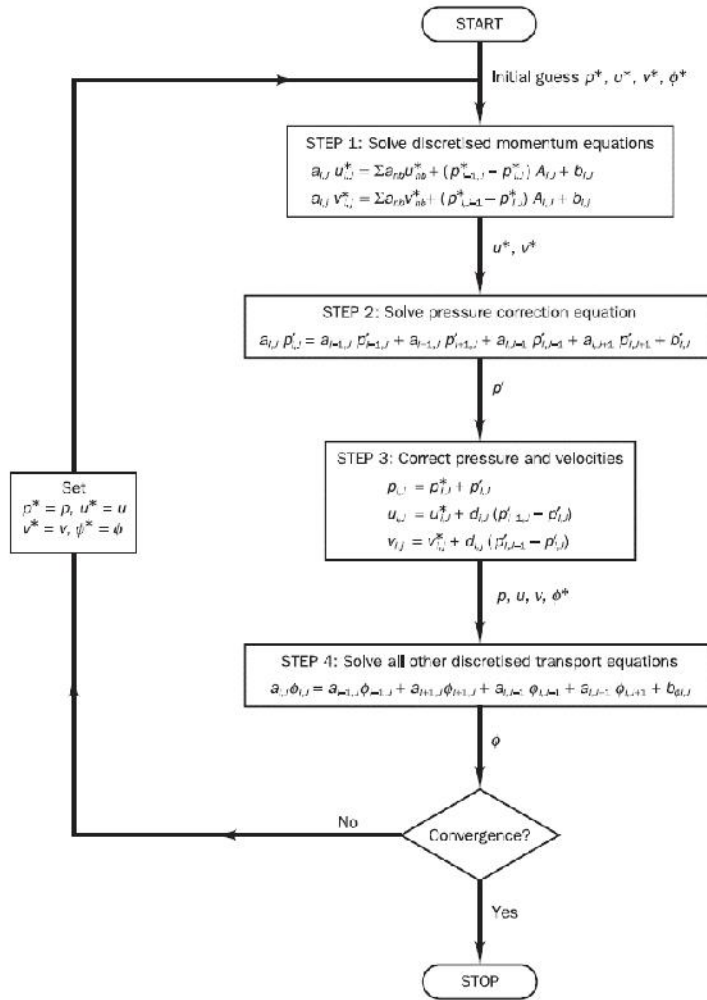 START
Initial guess p*, u*, v*, ϕ*
STEP 1: Solve discretised momentum equations
a_{i,J} u*_{i,J} = Σa_{nb}u*_{nb} + (p*_{I−1,J} − p*_{I,J}) A_{i,J} + b_{i,J}
a_{I,j} v*_{I,j} = Σa_{nb}v*_{nb} + (p*_{I,J−1} − p*_{I,J}) A_{I,j} + b_{I,j}
u*, v*
STEP 2: Solve pressure correction equation
a_{I,J} p′_{I,J} = a_{I−1,J} p′_{I−1,J} + a_{I+1,J} p′_{I+1,J} + a_{I,J−1} p′_{I,J−1} + a_{I,J+1} p′_{I,J+1} + b′_{I,J}
p′
STEP 3: Correct pressure and velocities
p_{I,J} = p*_{I,J} + p′_{I,J}
u_{i,J} = u*_{i,J} + d_{i,J} (p′_{I−1,J} − p′_{I,J})
v_{I,j} = v*_{I,j} + d_{I,j} (p′_{I,J−1} − p′_{I,J})
Set
p* = p, u* = u
v* = v, ϕ* = ϕ
p, u, v, ϕ*
STEP 4: Solve all other discretised transport equations
a_{I,J}ϕ_{I,J} = a_{I−1,J}ϕ_{I−1,J} + a_{I+1,J}ϕ_{I+1,J} + a_{I,J−1} ϕ_{I,J−1} + a_{I,J+1} ϕ_{I,J+1} + b_{ϕI,J}
ϕ
No
Convergence?
Yes
STOP